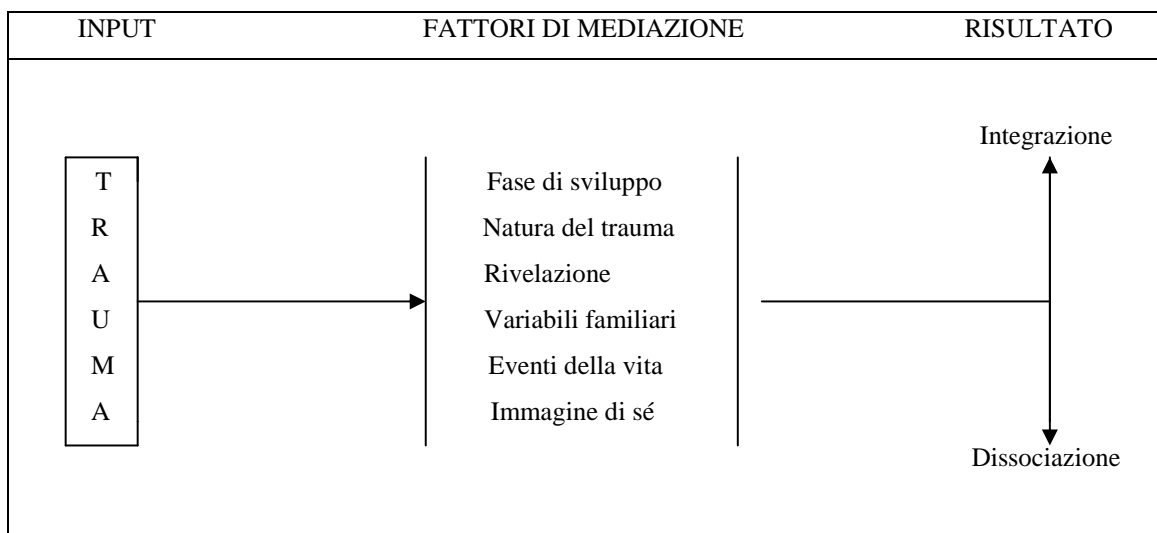 INPUT FATTORI DI MEDIAZIONE RISULTATO
Integrazione
T Fase di sviluppo
R Natura del trauma
A Rivelazione
U Variabili familiari
M Eventi della vita
A Immagine di sé
Dissociazione